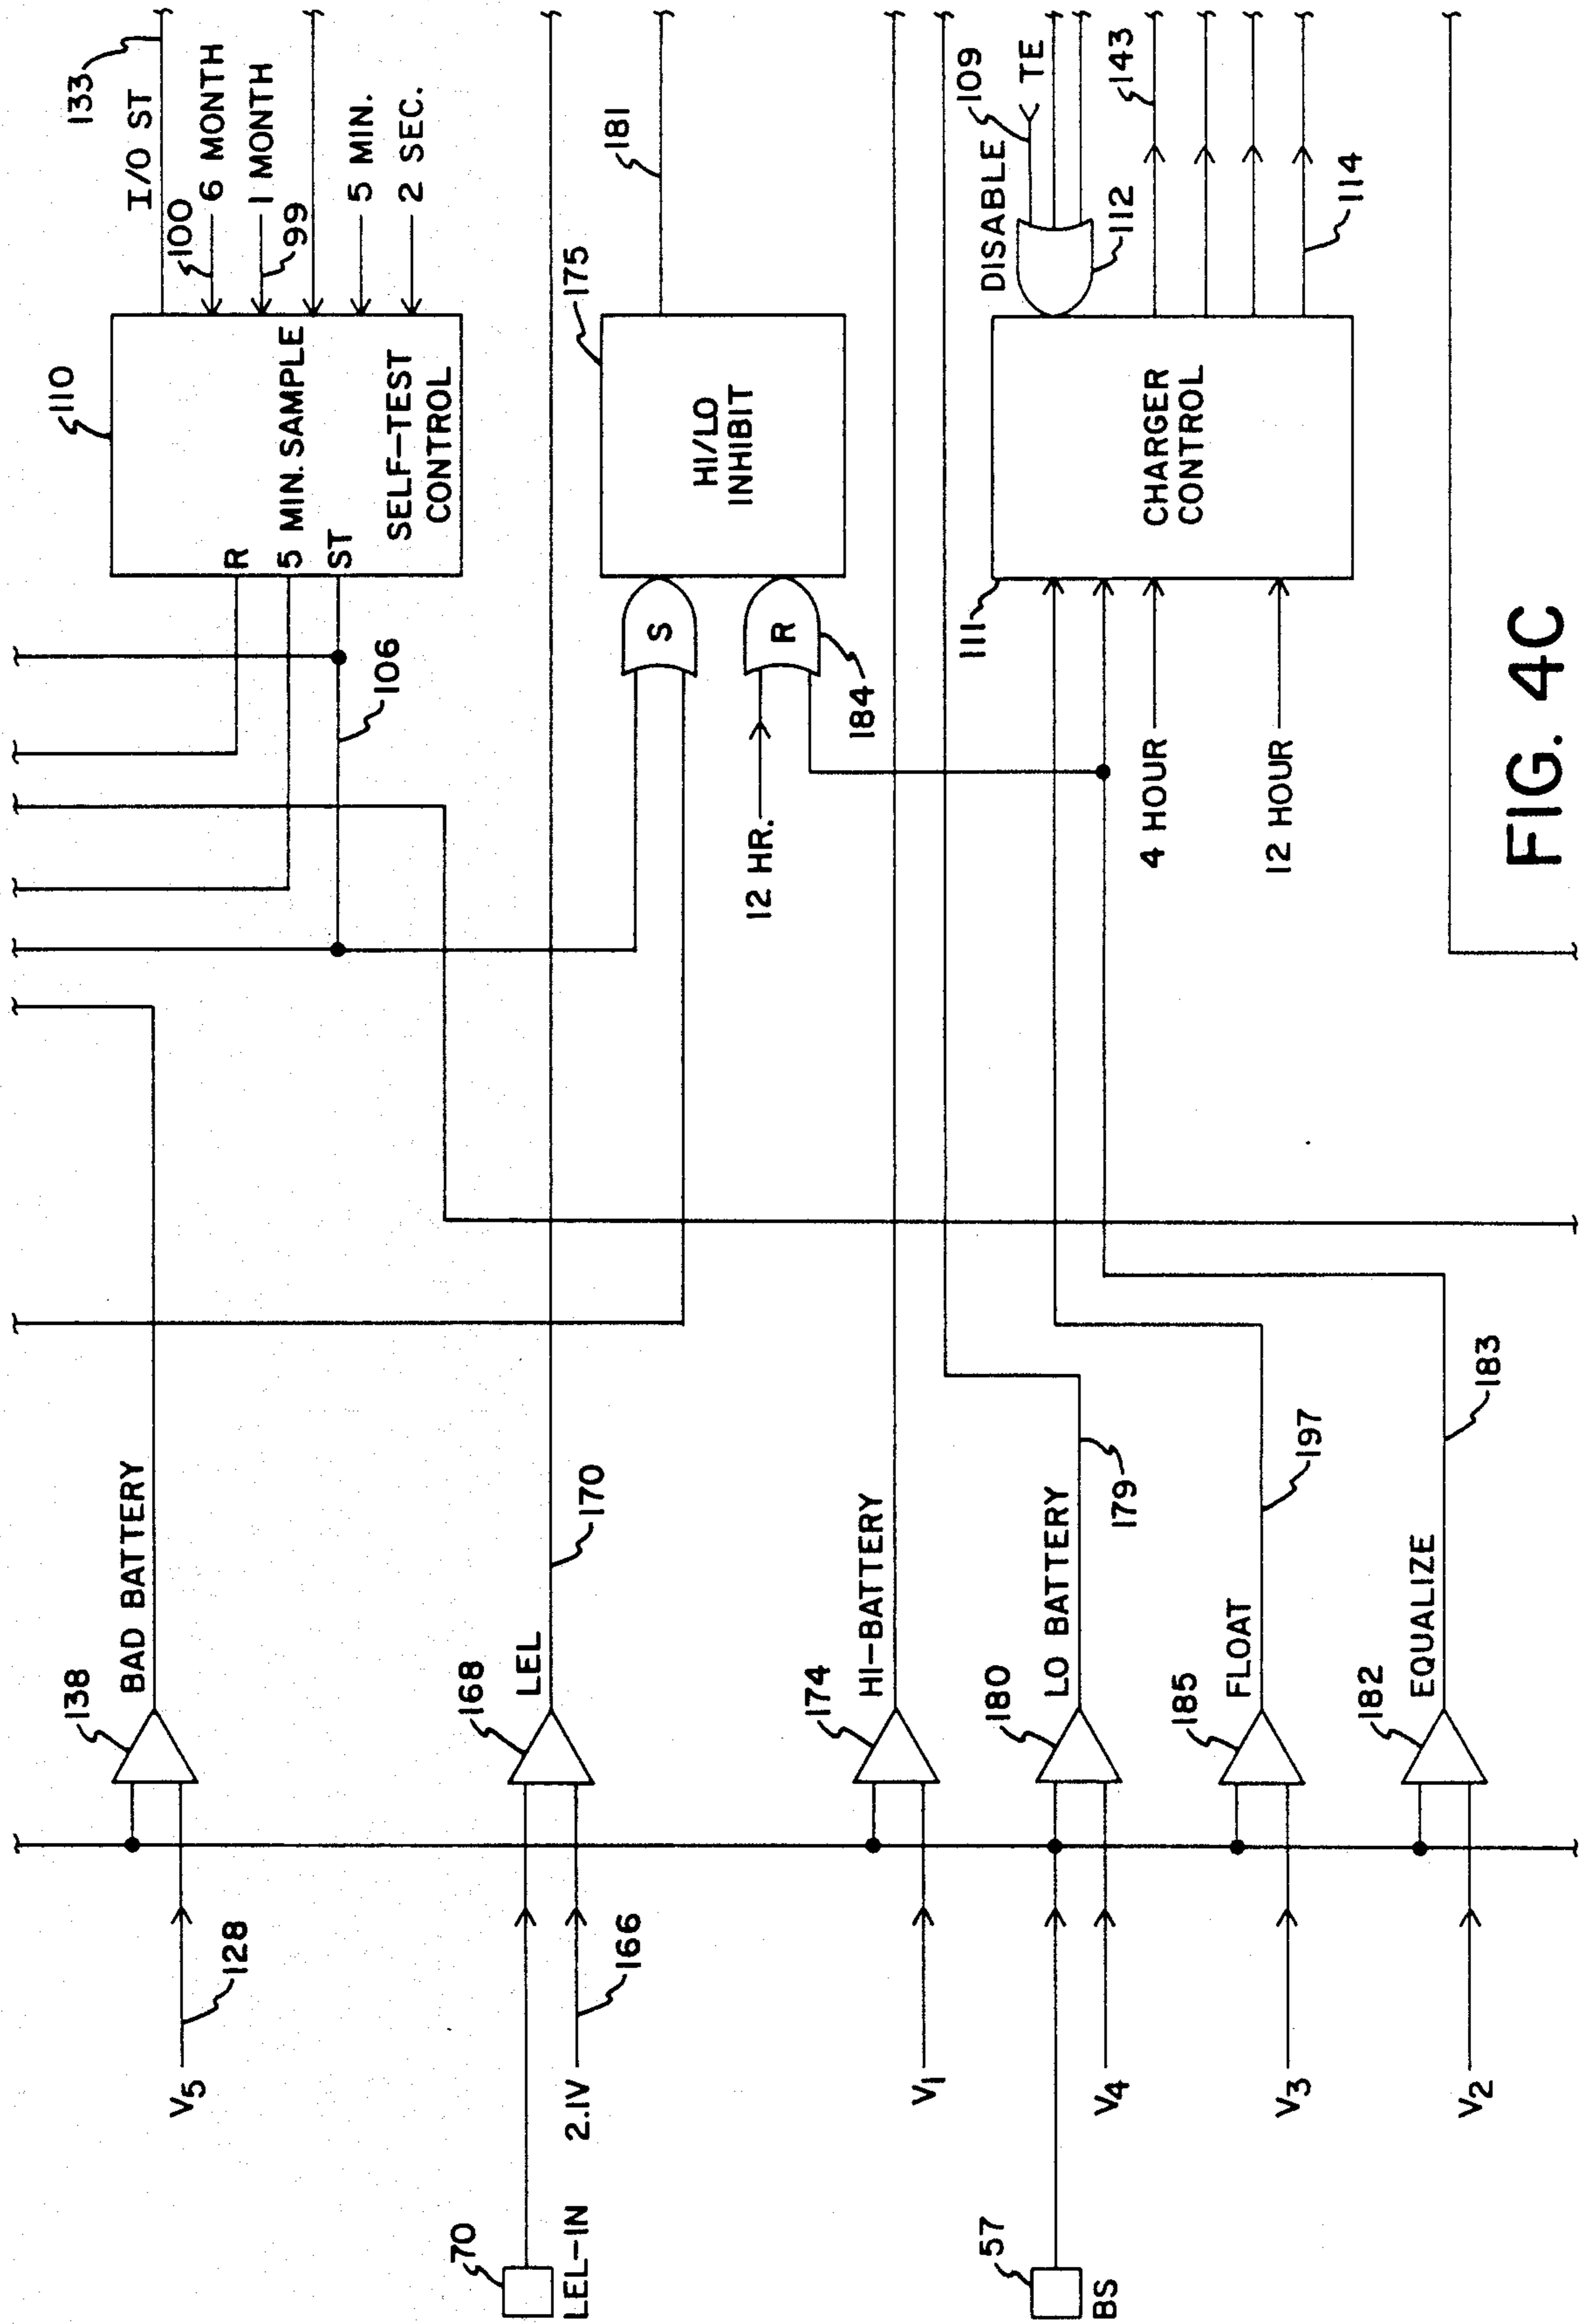 133
I/O ST
100
6 MONTH
1 MONTH
99
5 MIN.
2 SEC.
110
R
5 MIN. SAMPLE
ST
SELF-TEST
CONTROL
106
138
BAD BATTERY
128
V5
181
175
HI/LO
INHIBIT
S
R
184
12 HR.
168
LEL
170
166
2.1V
70
LEL-IN
109
TE
DISABLE
112
143
114
111
CHARGER
CONTROL
4 HOUR
12 HOUR
174
HI-BATTERY
V1
180
LO BATTERY
179
V4
185
FLOAT
197
V3
182
EQUALIZE
183
V2
57
BS
FIG. 4C